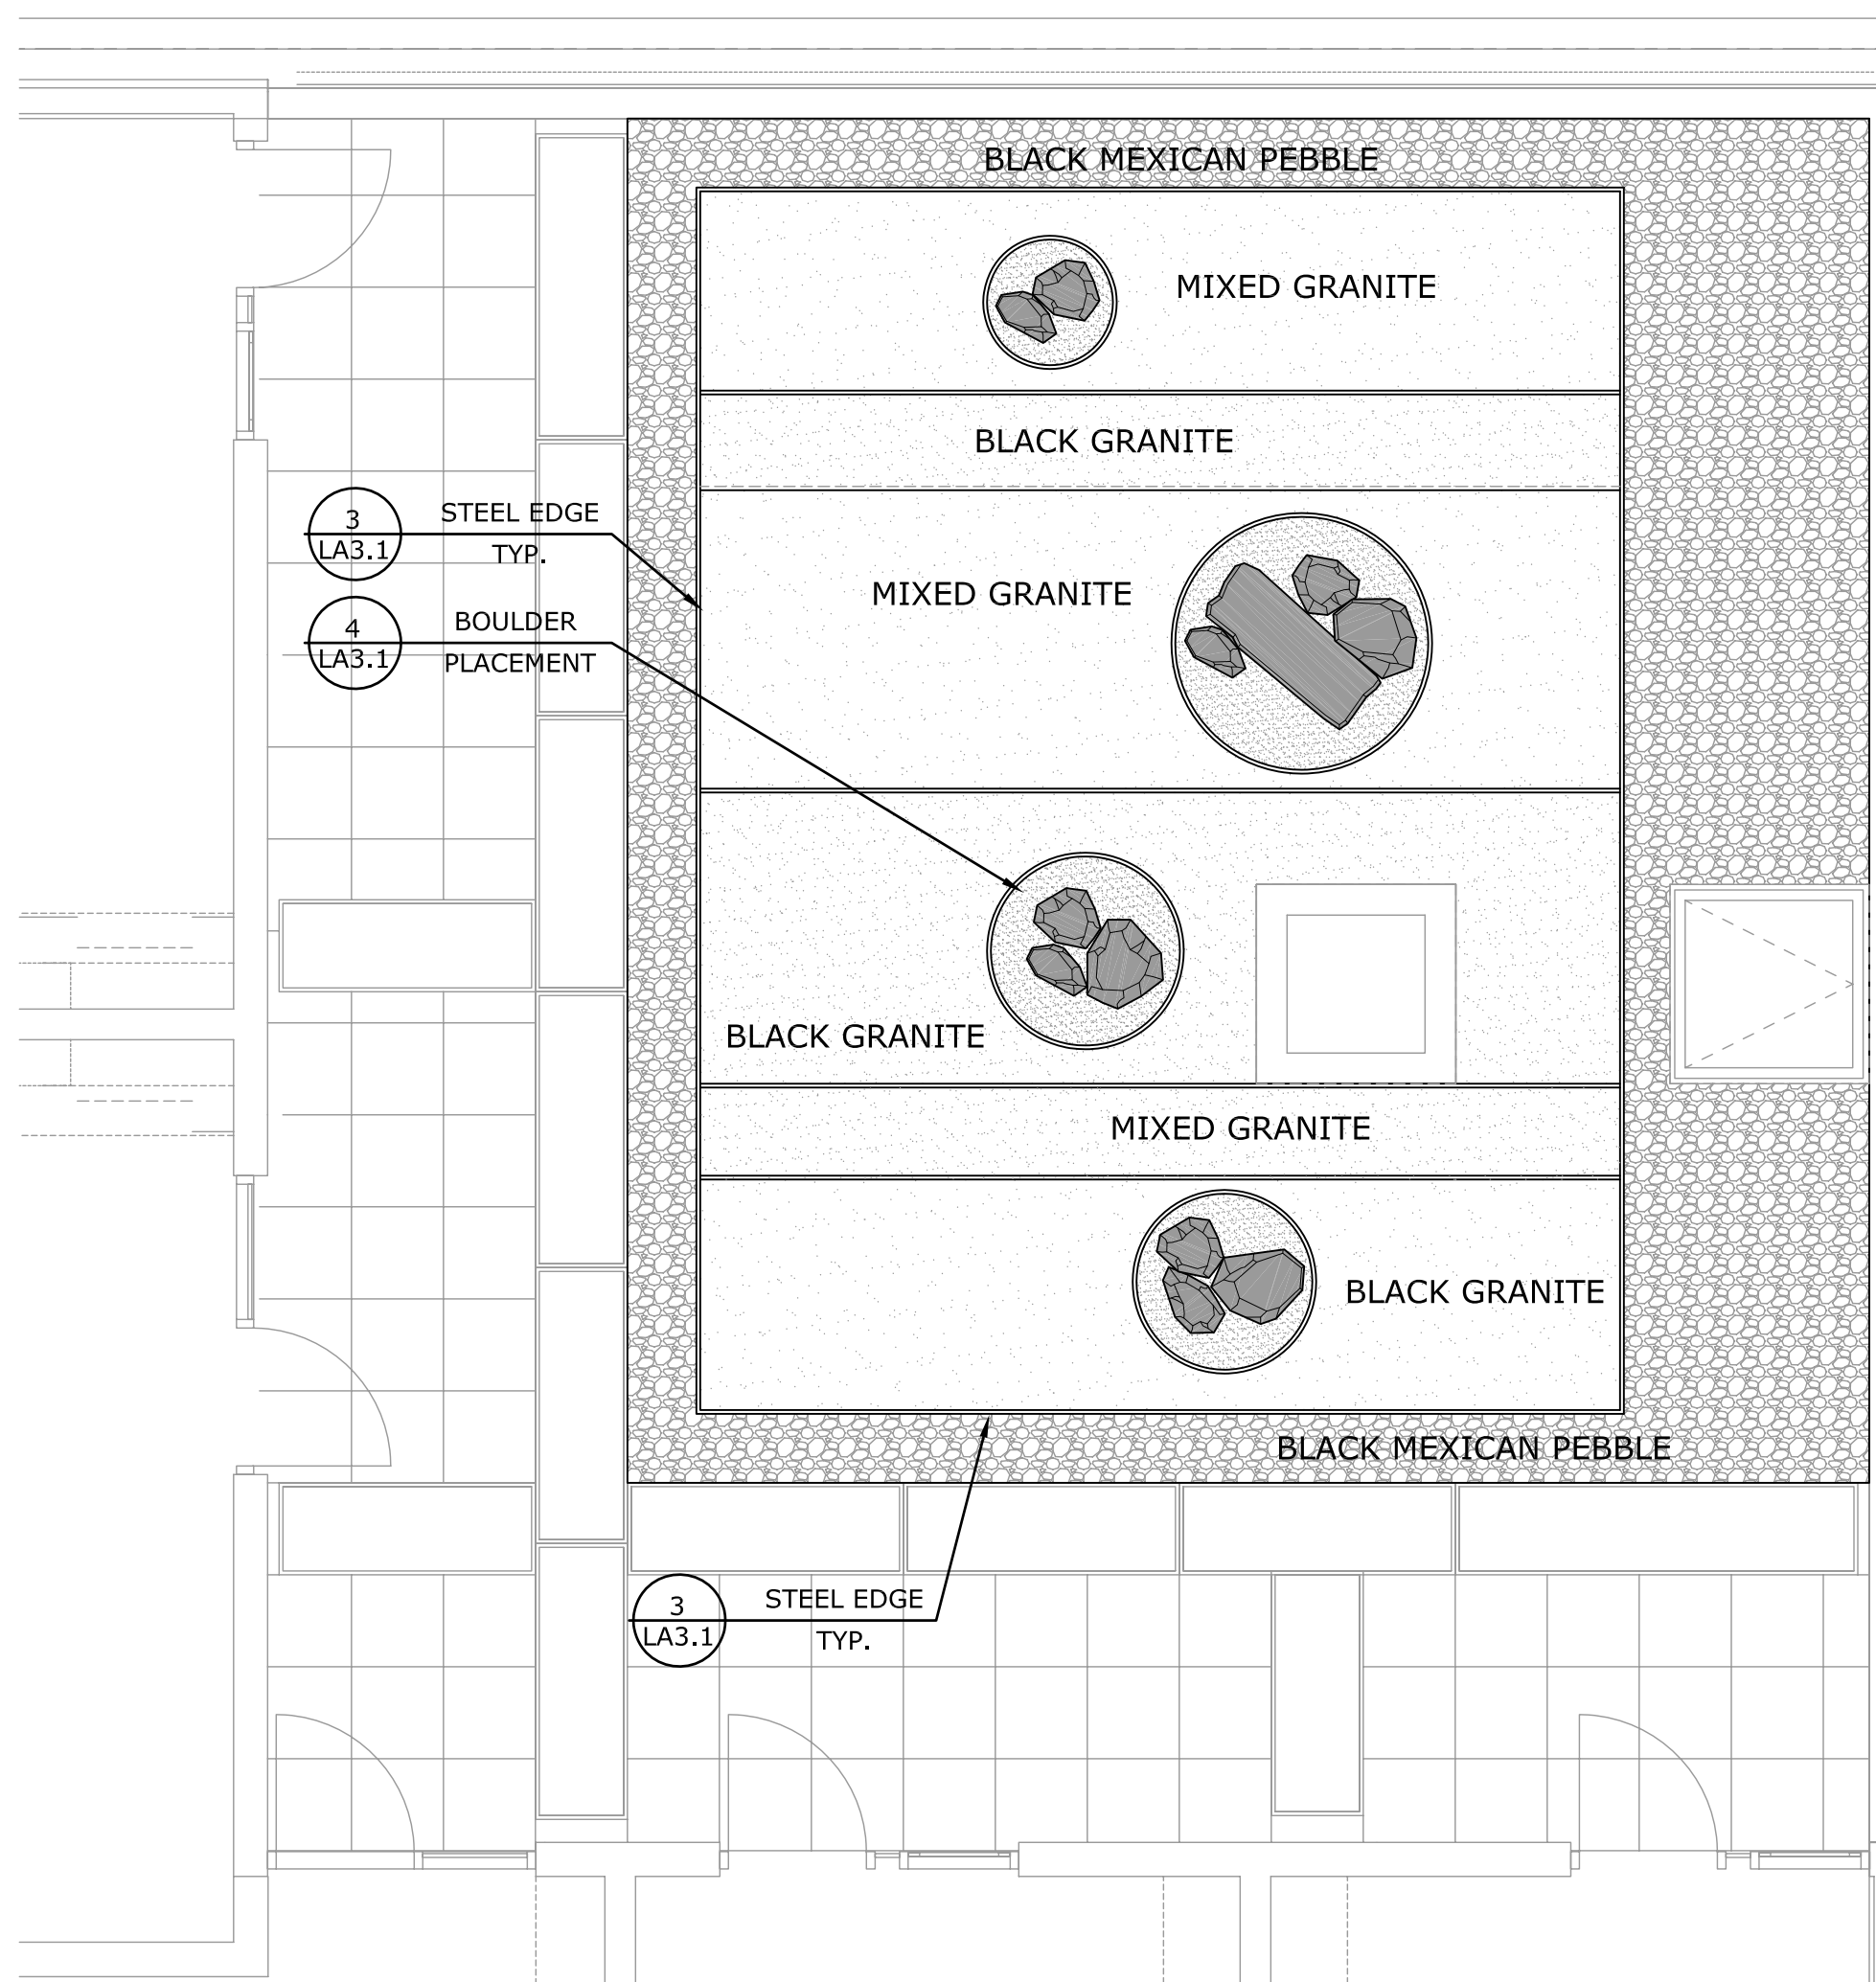 BLACK MEXICAN PEBBLE
MIXED GRANITE
BLACK GRANITE
3
LA3.1
STEEL EDGE
TYP.
MIXED GRANITE
4
LA3.1
BOULDER
PLACEMENT
BLACK GRANITE
MIXED GRANITE
BLACK GRANITE
BLACK MEXICAN PEBBLE
3
LA3.1
STEEL EDGE
TYP.